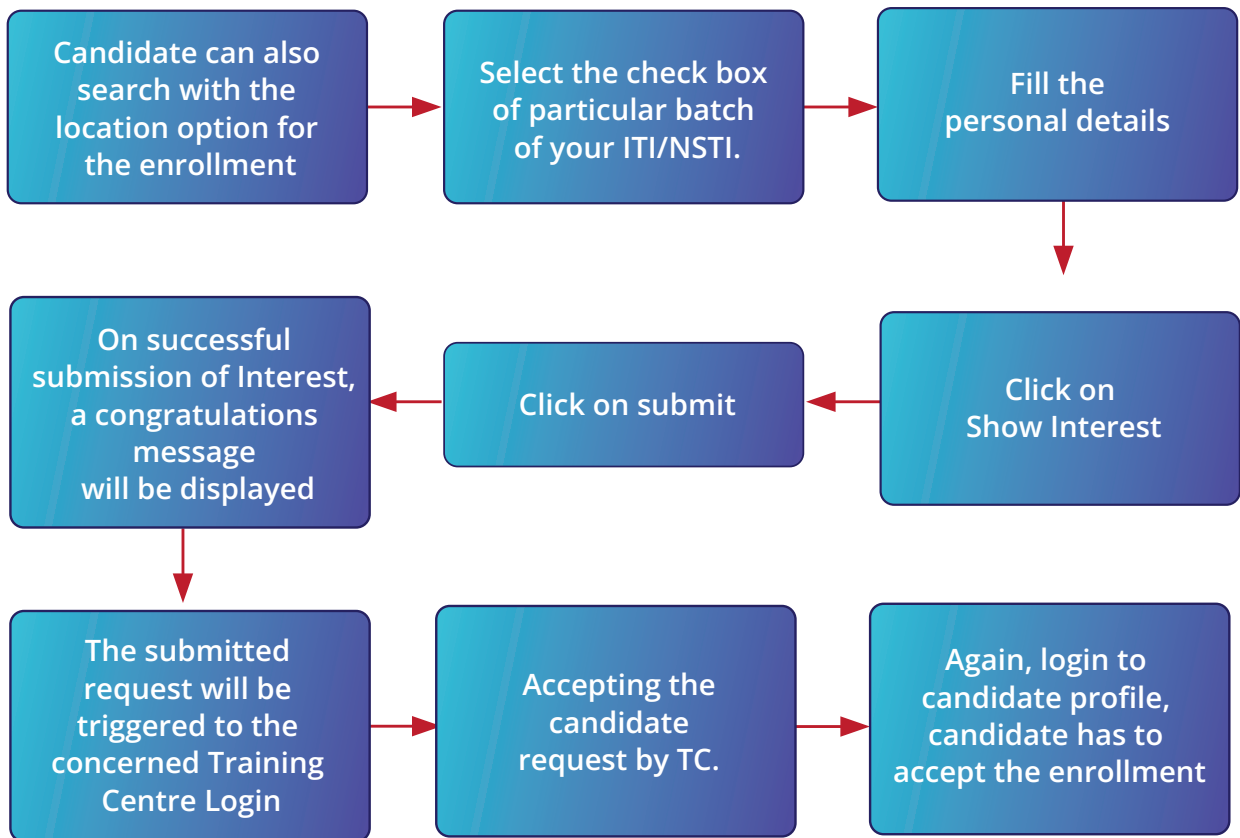 Candidate can also
search with the
location option for
the enrollment
Select the check box
of particular batch
of your ITI/NSTI.
Fill the
personal details
Click on
Show Interest
Click on submit
On successful
submission of Interest,
a congratulations
message
will be displayed
The submitted
request will be
triggered to the
concerned Training
Centre Login
Accepting the
candidate
request by TC.
Again, login to
candidate profile,
candidate has to
accept the enrollment